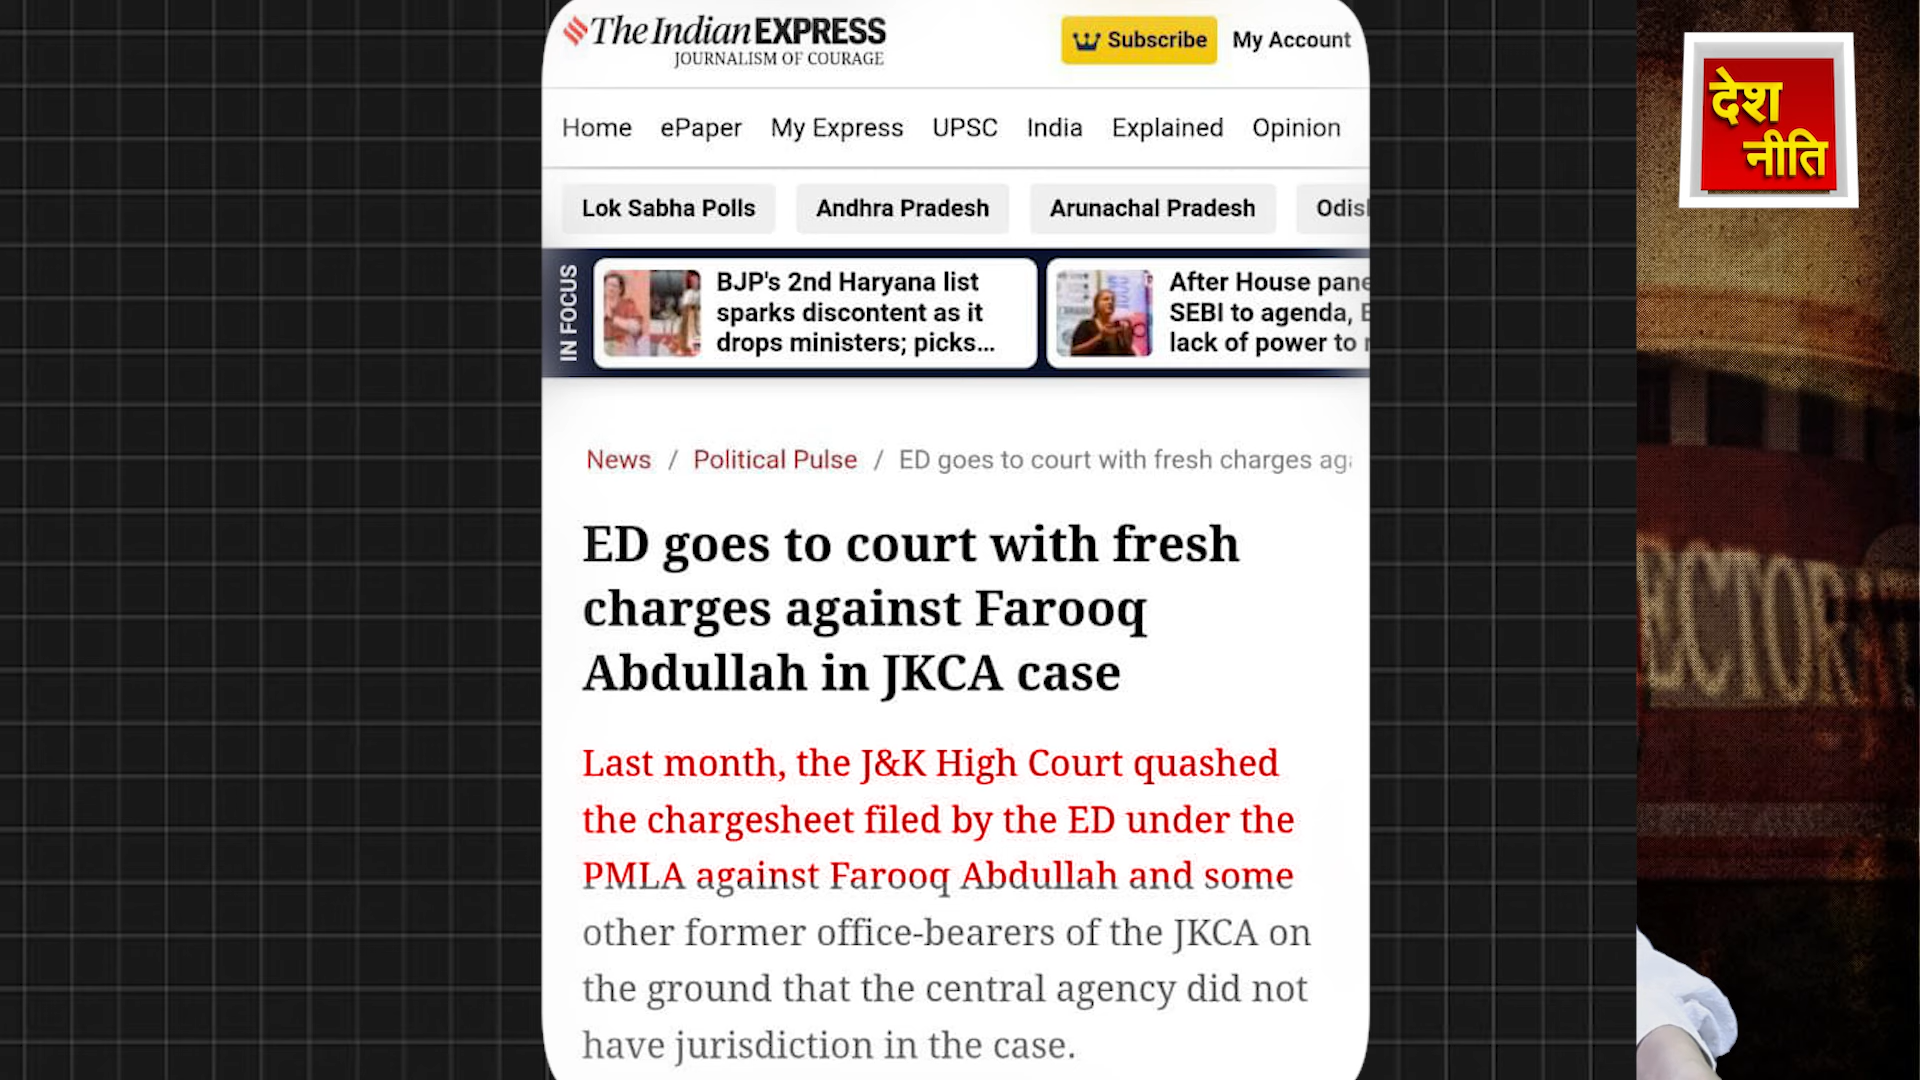 The Indian EXPRESS
JOURNALISM OF COURAGE
Subscribe My Account
Home ePaper My Express UPSC India Explained Opinion
Lok Sabha Polls Andhra Pradesh Arunachal Pradesh
IN FOCUS
BJP's 2nd Haryana list
sparks discontent as it
drops ministers; picks...
After House pane
SEBI to agenda,
lack of power to
News / Political Pulse / ED goes to court with fresh charges aga
ED goes to court with fresh
charges against Farooq
Abdullah in JKCA case
Last month, the J&K High Court quashed
the chargesheet filed by the ED under the
PMLA against Farooq Abdullah and some
other former office-bearers of the JKCA on
the ground that the central agency did not
have jurisdiction in the case.
देश
नीति